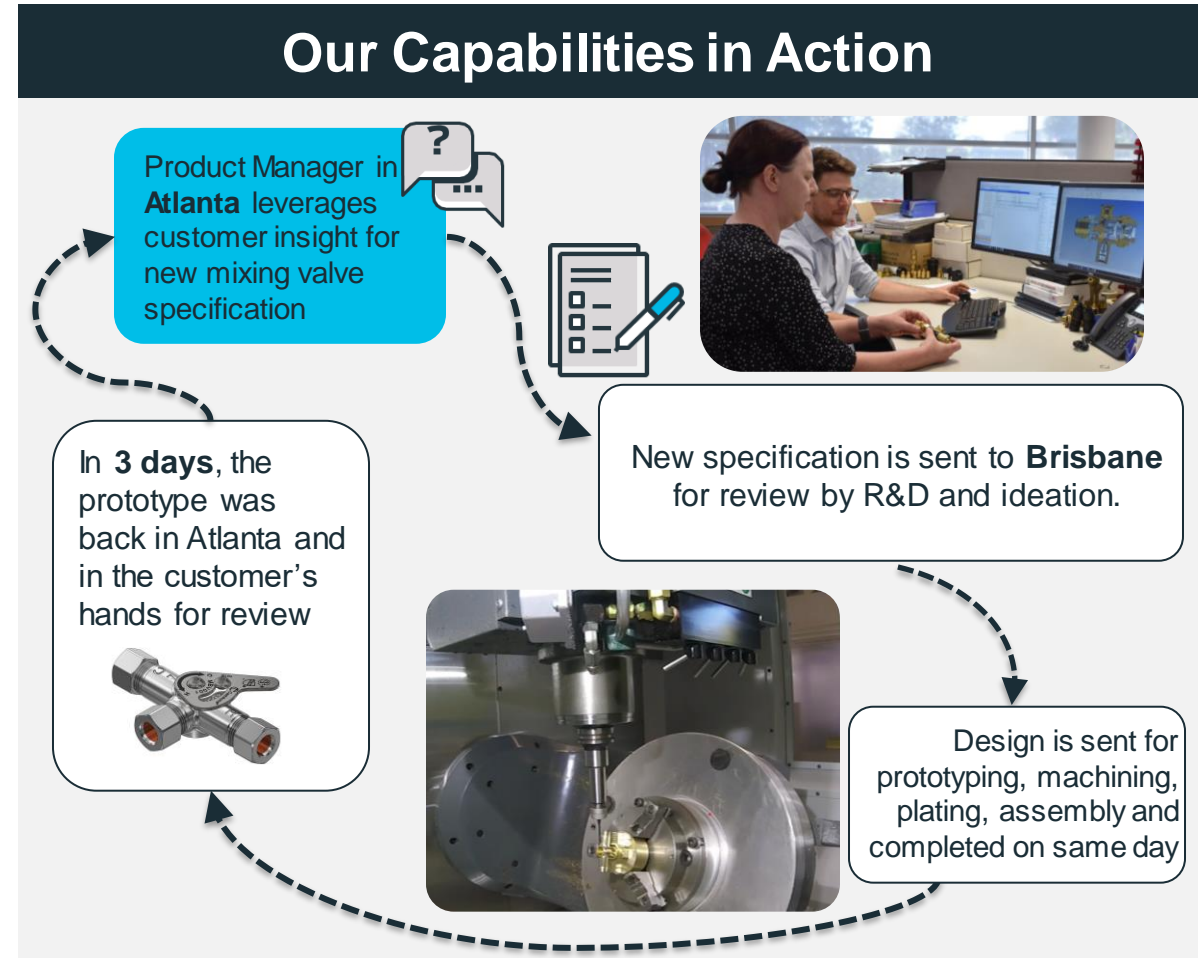 Our Capabilities in Action
?
...
Product Manager in
Atlanta leverages
customer insight for
new mixing valve
specification
New specification is sent to Brisbane
for review by R&D and ideation.
Design is sent for
prototyping, machining,
plating, assembly and
completed on same day
In 3 days, the
prototype was
back in Atlanta and
in the customer's
hands for review